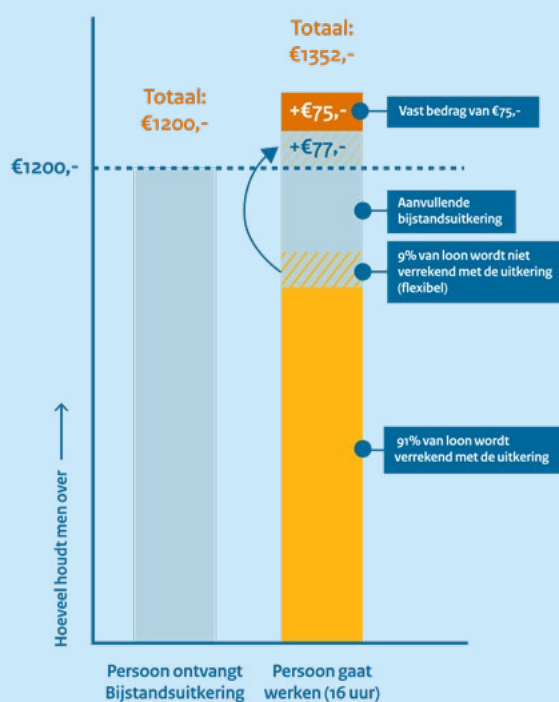 Totaal:
€1352,-
Totaal:
€1200,-
+€75,-
Vast bedrag van €75,-
+€77,-
€1200,-
Aanvullende
bijstandsuitkering
9% van loon wordt niet
verrekend met de uitkering
(flexibel)
91% van loon wordt
verrekend met de uitkering
Hoeveel houdt men over
Persoon ontvangt
Bijstandsuitkering
Persoon gaat
werken (16 uur)